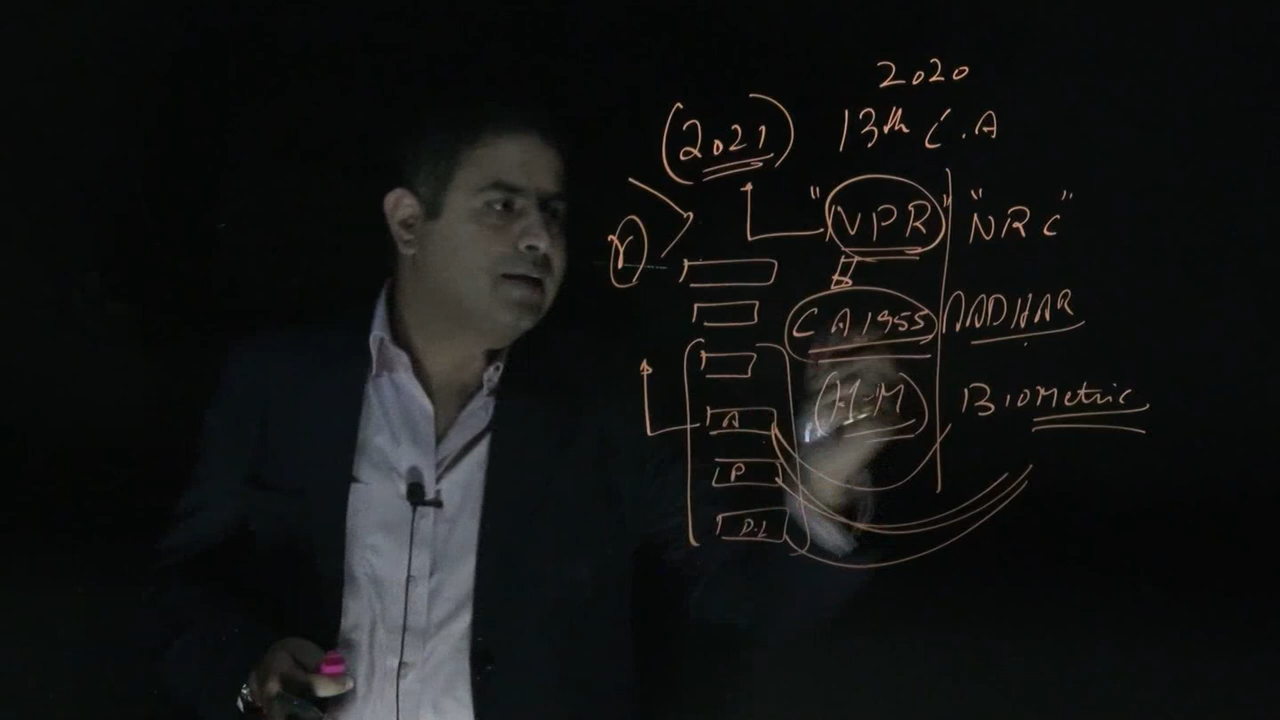 2020
(2021) 13th C.A
"NPR" "NRC"
R
CA 1955 AADHAR
(H.M) BIOMetric
A
P
D.L